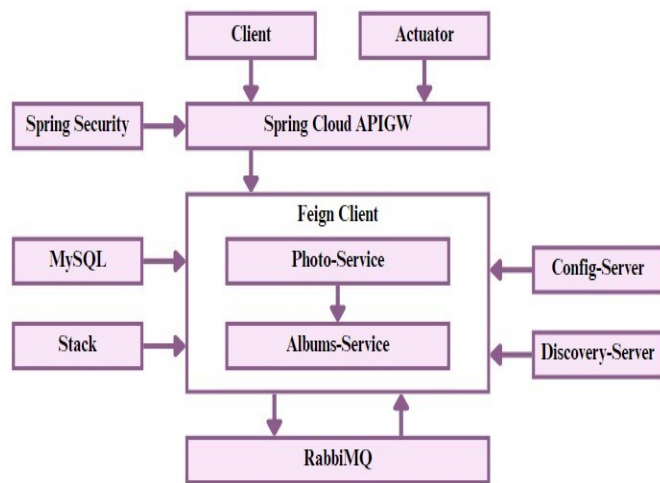 Client
Actuator
Spring Security
Spring Cloud APIGW
Feign Client
MySQL
Photo-Service
Config-Server
Stack
Albums-Service
Discovery-Server
RabbiMQ